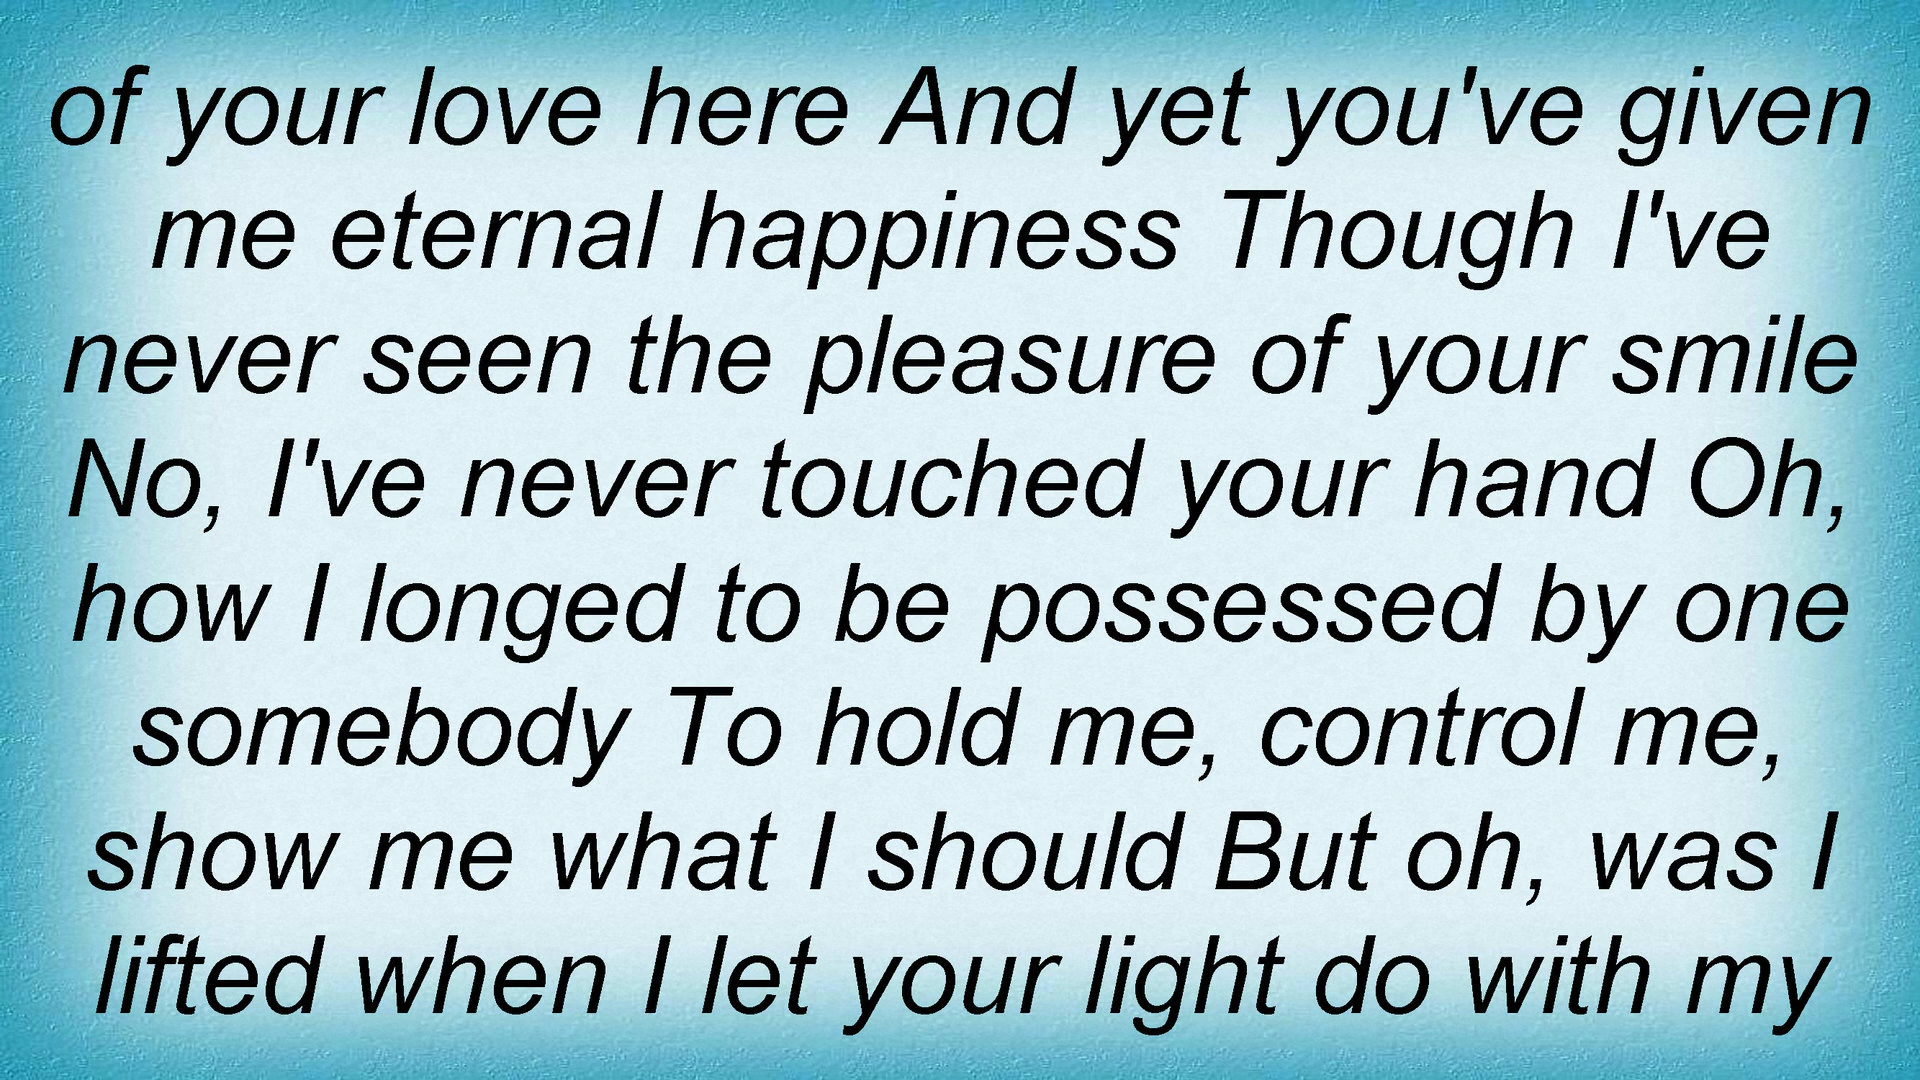 of your love here And yet you've given
me eternal happiness Though I've
never seen the pleasure of your smile
No, I've never touched your hand Oh,
how I longed to be possessed by one
somebody To hold me, control me,
show me what I should But oh, was I
lifted when I let your light do with my